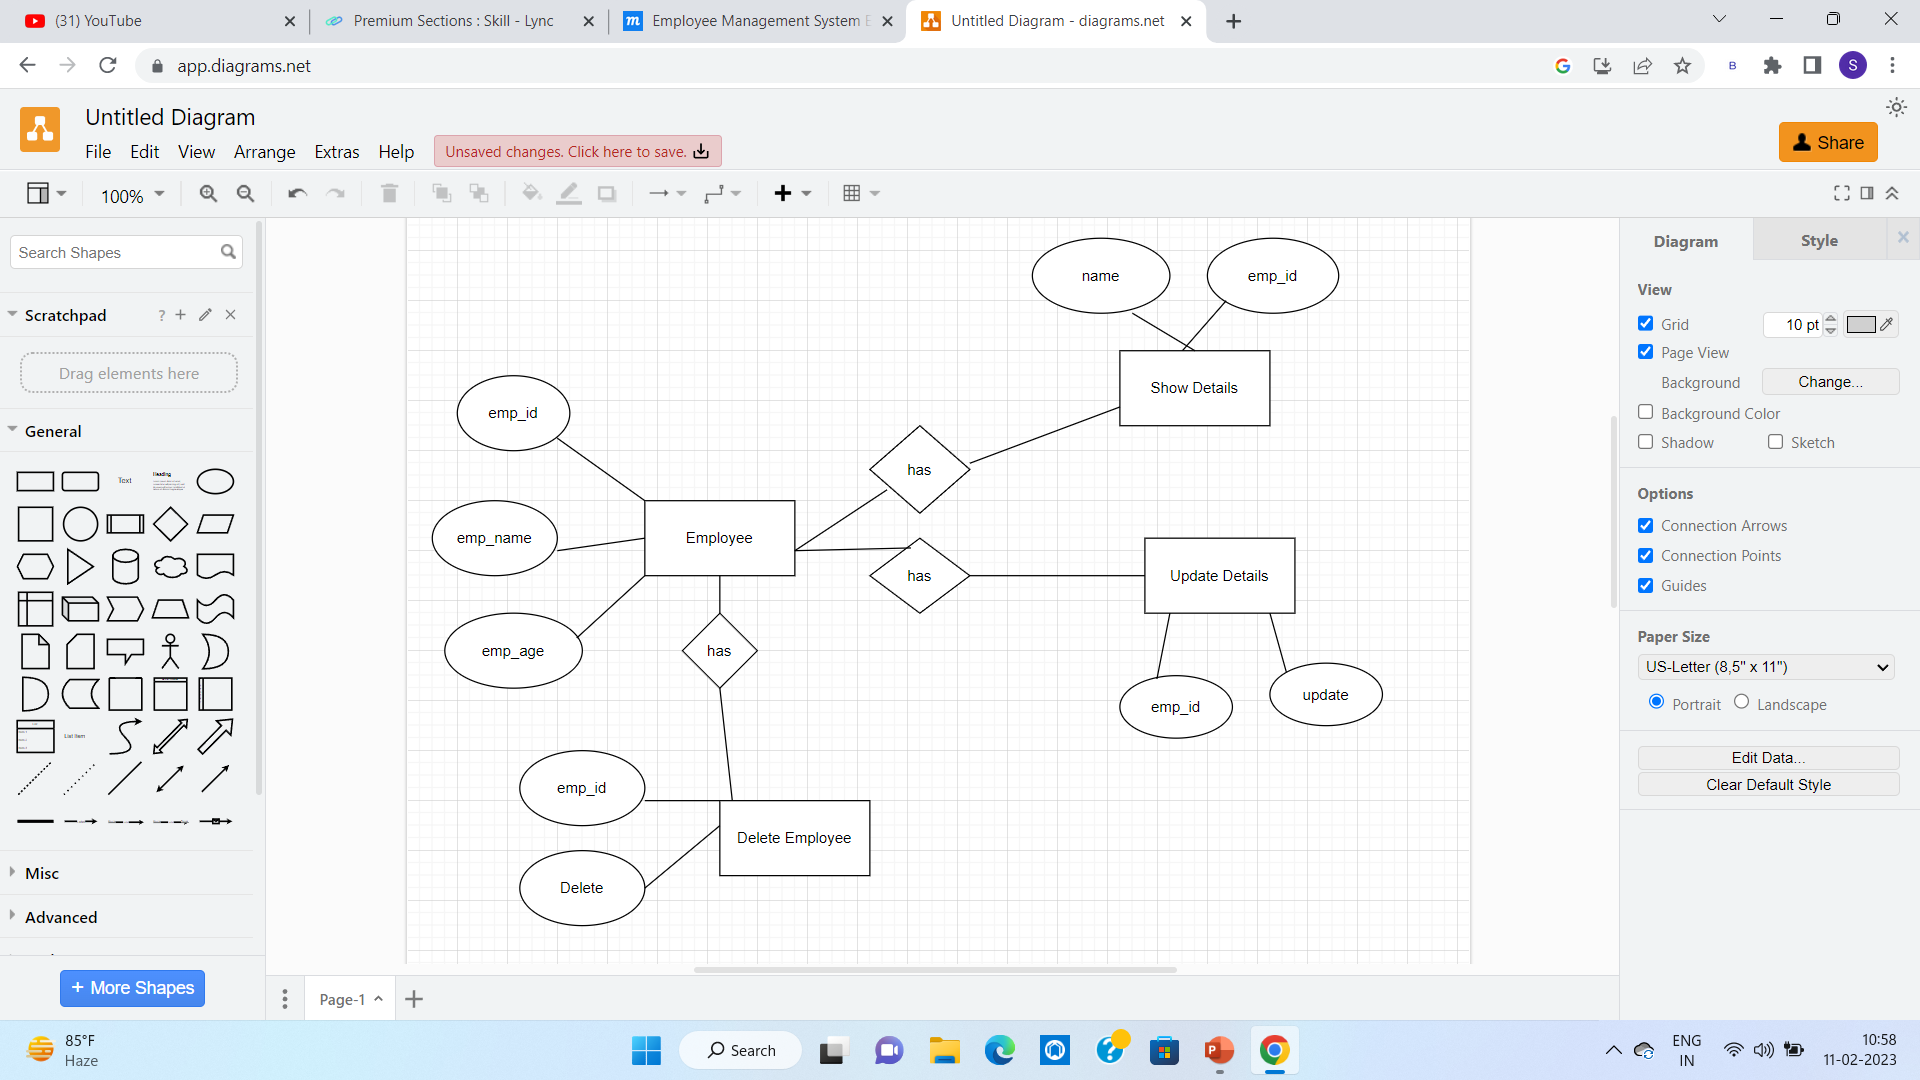 (31) YouTube
Premium Sections : Skill - Lync
Employee Management System E
Untitled Diagram - diagrams.net
app.diagrams.net
B
S
Untitled Diagram
File Edit View Arrange Extras Help
Unsaved changes. Click here to save.
Share
100%
Search Shapes
Scratchpad
?
Drag elements here
General
Text
Heading
List Item
Misc
Advanced
+ More Shapes
name
emp_id
Show Details
emp_id
has
emp_name
Employee
has
Update Details
emp_age
has
emp_id
update
emp_id
Delete Employee
Delete
Page-1
Diagram
Style
View
Grid
10 pt
Page View
Background
Change...
Background Color
Shadow
Sketch
Options
Connection Arrows
Connection Points
Guides
Paper Size
US-Letter (8,5" x 11")
Portrait
Landscape
Edit Data...
Clear Default Style
85°F
Haze
Search
ENG
IN
10:58
11-02-2023